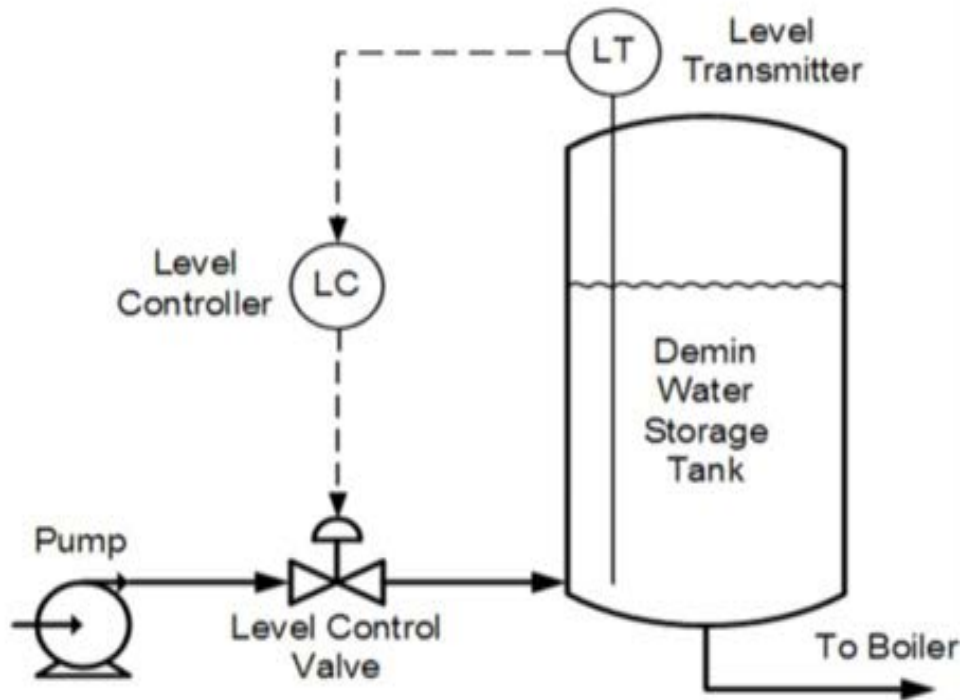 LT
Level
Transmitter
Level
Controller
LC
Demin
Water
Storage
Tank
Pump
Level Control
Valve
To Boiler